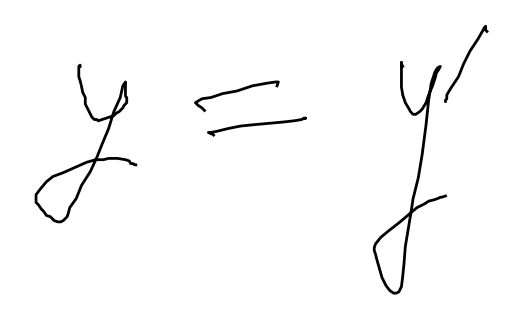 y = y'